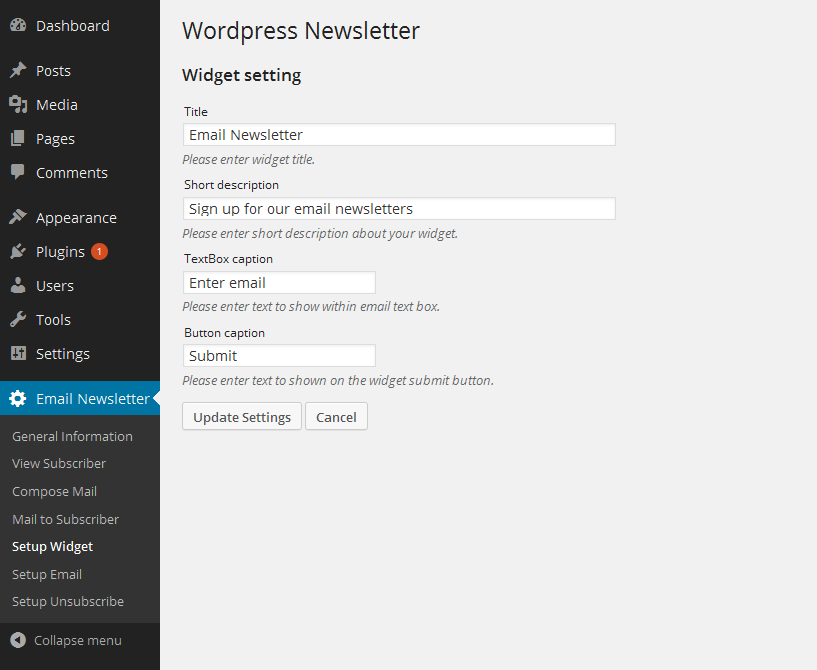 Dashboard
Posts
Media
Pages
Comments
Appearance
Plugins 1
Users
Tools
Settings
Email Newsletter
General Information
View Subscriber
Compose Mail
Mail to Subscriber
Setup Widget
Setup Email
Setup Unsubscribe
Collapse menu
Wordpress Newsletter
Widget setting
Title
Email Newsletter
Please enter widget title.
Short description
Sign up for our email newsletters
Please enter short description about your widget.
TextBox caption
Enter email
Please enter text to show within email text box.
Button caption
Submit
Please enter text to shown on the widget submit button.
Update Settings Cancel